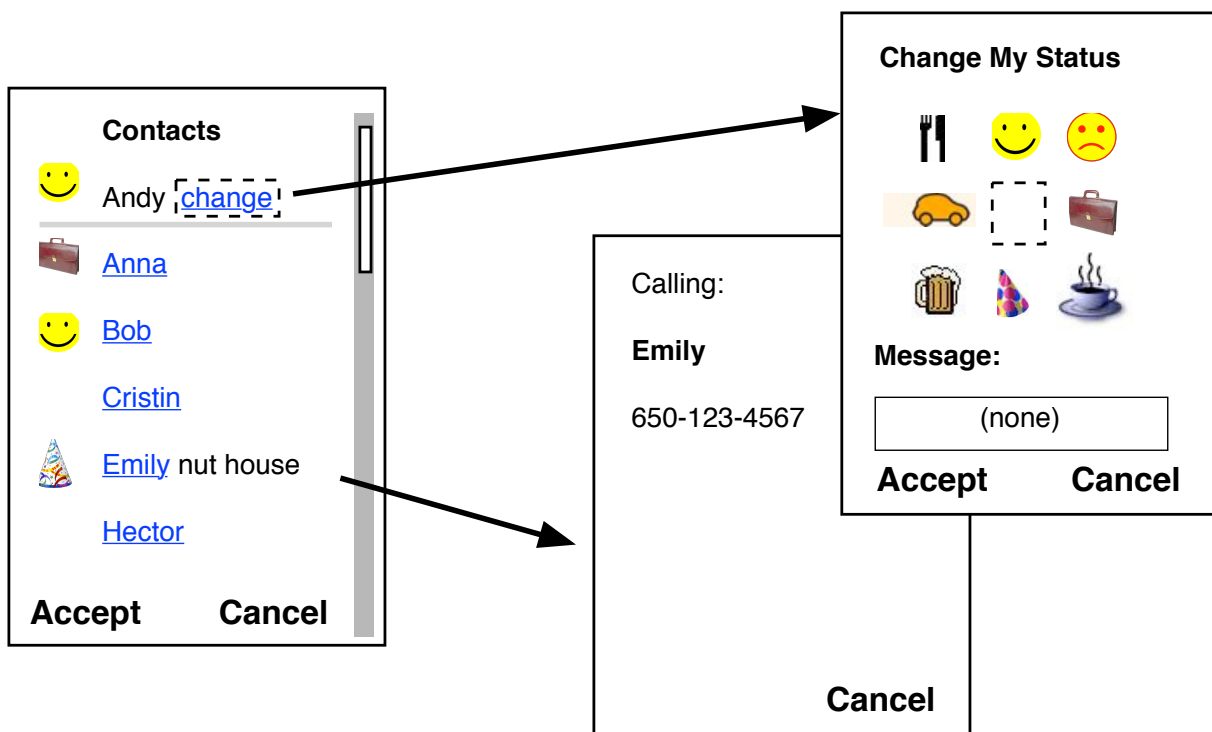 Contacts
Andy change
Anna
Bob
Cristin
Emily nut house
Hector
Accept Cancel
Calling:
Emily
650-123-4567
Cancel
Change My Status
Message:
(none)
Accept Cancel